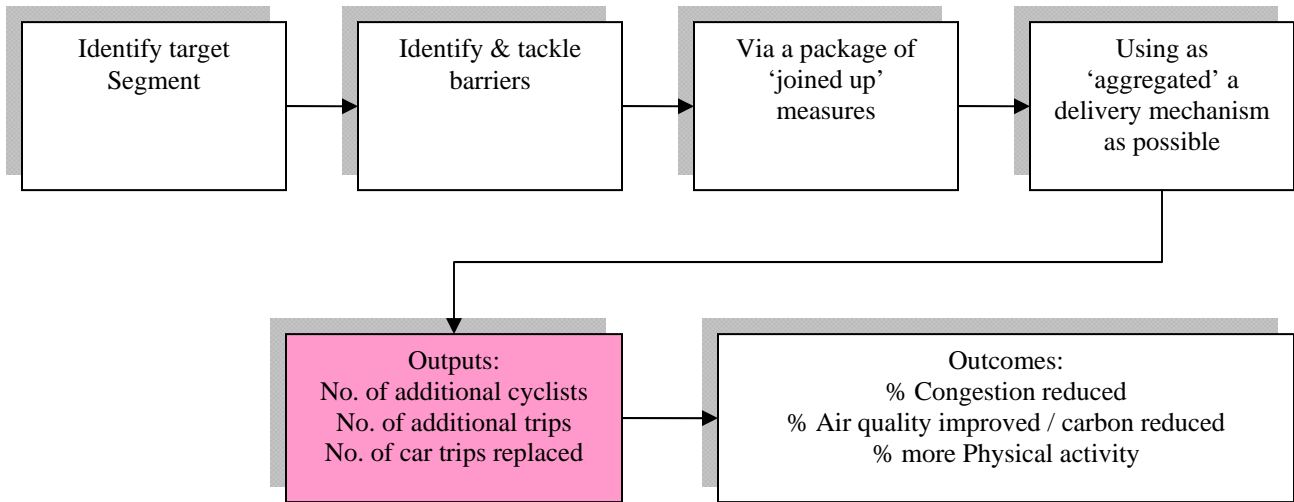 Identify target
Segment
Identify & tackle
barriers
Via a package of
‘joined up’
measures
Using as
‘aggregated’ a
delivery mechanism
as possible
Outputs:
No. of additional cyclists
No. of additional trips
No. of car trips replaced
Outcomes:
% Congestion reduced
% Air quality improved / carbon reduced
% more Physical activity